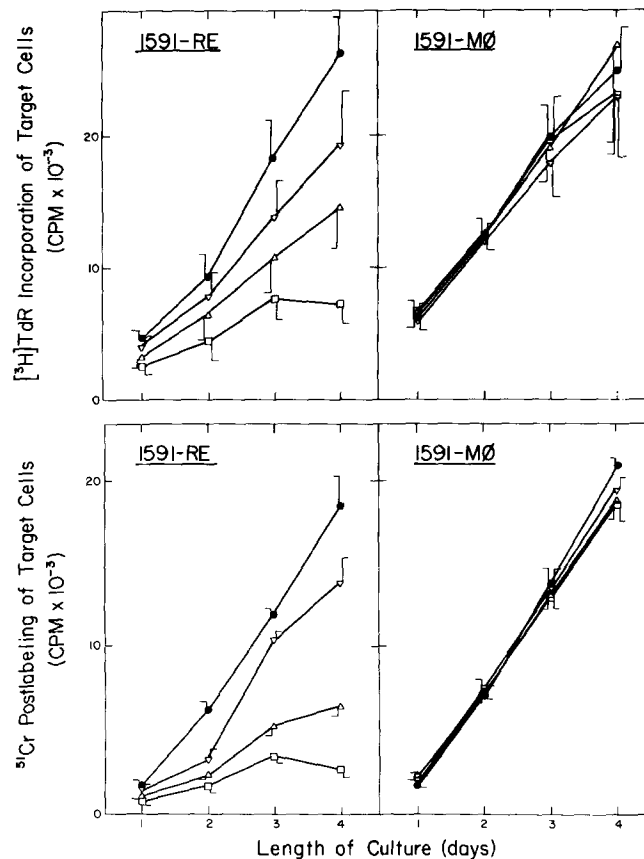 1591-RE
1591-MØ
[³H]TdR Incorporation of Target Cells
(CPM x 10⁻³)
20
10
0
1591-RE
1591-MØ
⁵¹Cr Postlabeling of Target Cells
(CPM x 10⁻³)
20
10
0
1 2 3 4 1 2 3 4
Length of Culture (days)